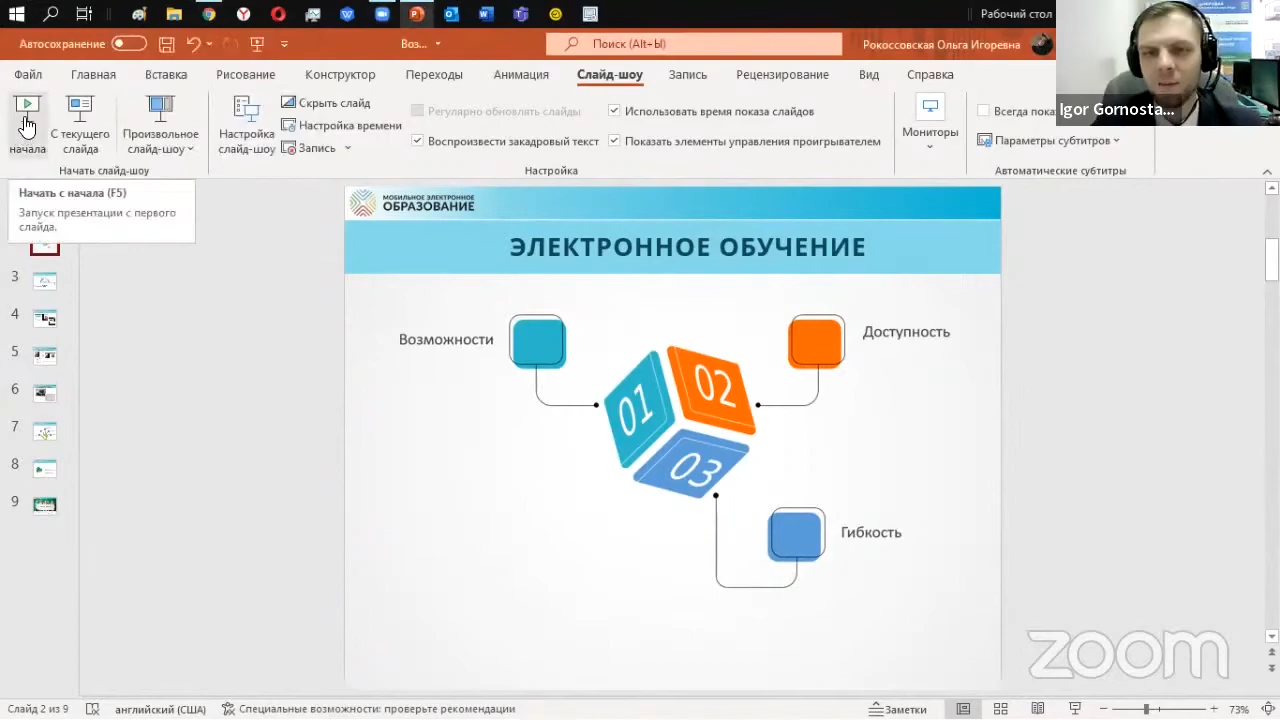 Рабочий стол
Автосохранение
Воз...
Поиск (Alt+Ы)
Рокоссовская Ольга Игоревна
Igor Gornosta...
Файл
Главная
Вставка
Рисование
Конструктор
Переходы
Анимация
Слайд-шоу
Запись
Рецензирование
Вид
Справка
начала
С текущего
слайда
Произвольное
слайд-шоу
Настройка
слайд-шоу
Скрыть слайд
Настройка времени
Запись
Регулярно обновлять слайды
Воспроизвести закадровый текст
Использовать время показа слайдов
Показать элементы управления проигрывателем
Мониторы
Всегда пока
Параметры субтитров
Начать слайд-шоу
Настройка
Автоматические субтитры
Начать с начала (F5)
Запуск презентации с первого
слайда.
3
4
5
6
7
8
9
МОБИЛЬНОЕ ЭЛЕКТРОННОЕ
ОБРАЗОВАНИЕ
ЭЛЕКТРОННОЕ ОБУЧЕНИЕ
Возможности
Доступность
01
02
03
Гибкость
zoom
Слайд 2 из 9
английский (США)
Специальные возможности: проверьте рекомендации
Заметки
73%